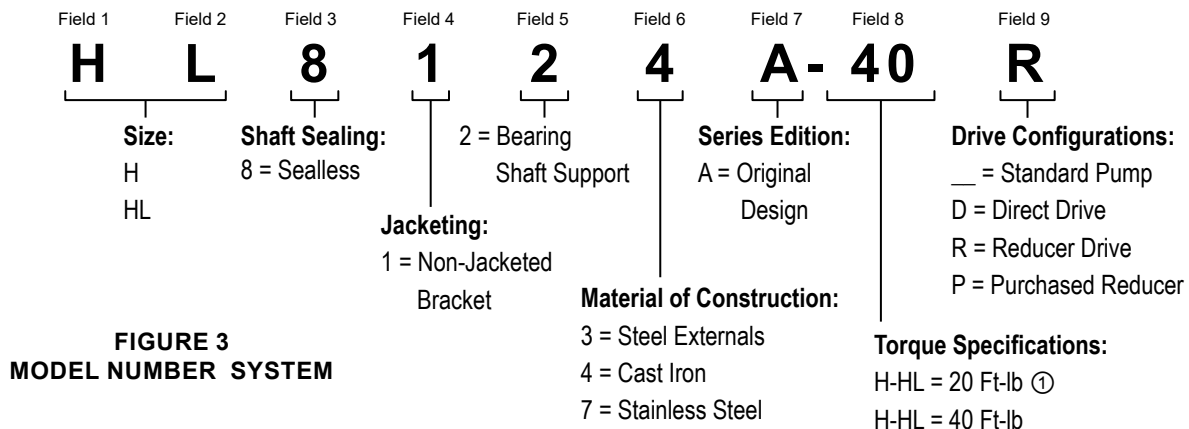 Field 1 Field 2 Field 3 Field 4 Field 5 Field 6 Field 7 Field 8 Field 9
H L 8 1 2 4 A - 40 R
Size:
H
HL
Shaft Sealing:
8 = Sealless
Jacketing:
1 = Non-Jacketed
Bracket
2 = Bearing
Shaft Support
Material of Construction:
3 = Steel Externals
4 = Cast Iron
7 = Stainless Steel
Series Edition:
A = Original
Design
Torque Specifications:
H-HL = 20 Ft-lb ①
H-HL = 40 Ft-lb
Drive Configurations:
__ = Standard Pump
D = Direct Drive
R = Reducer Drive
P = Purchased Reducer
FIGURE 3
MODEL NUMBER SYSTEM